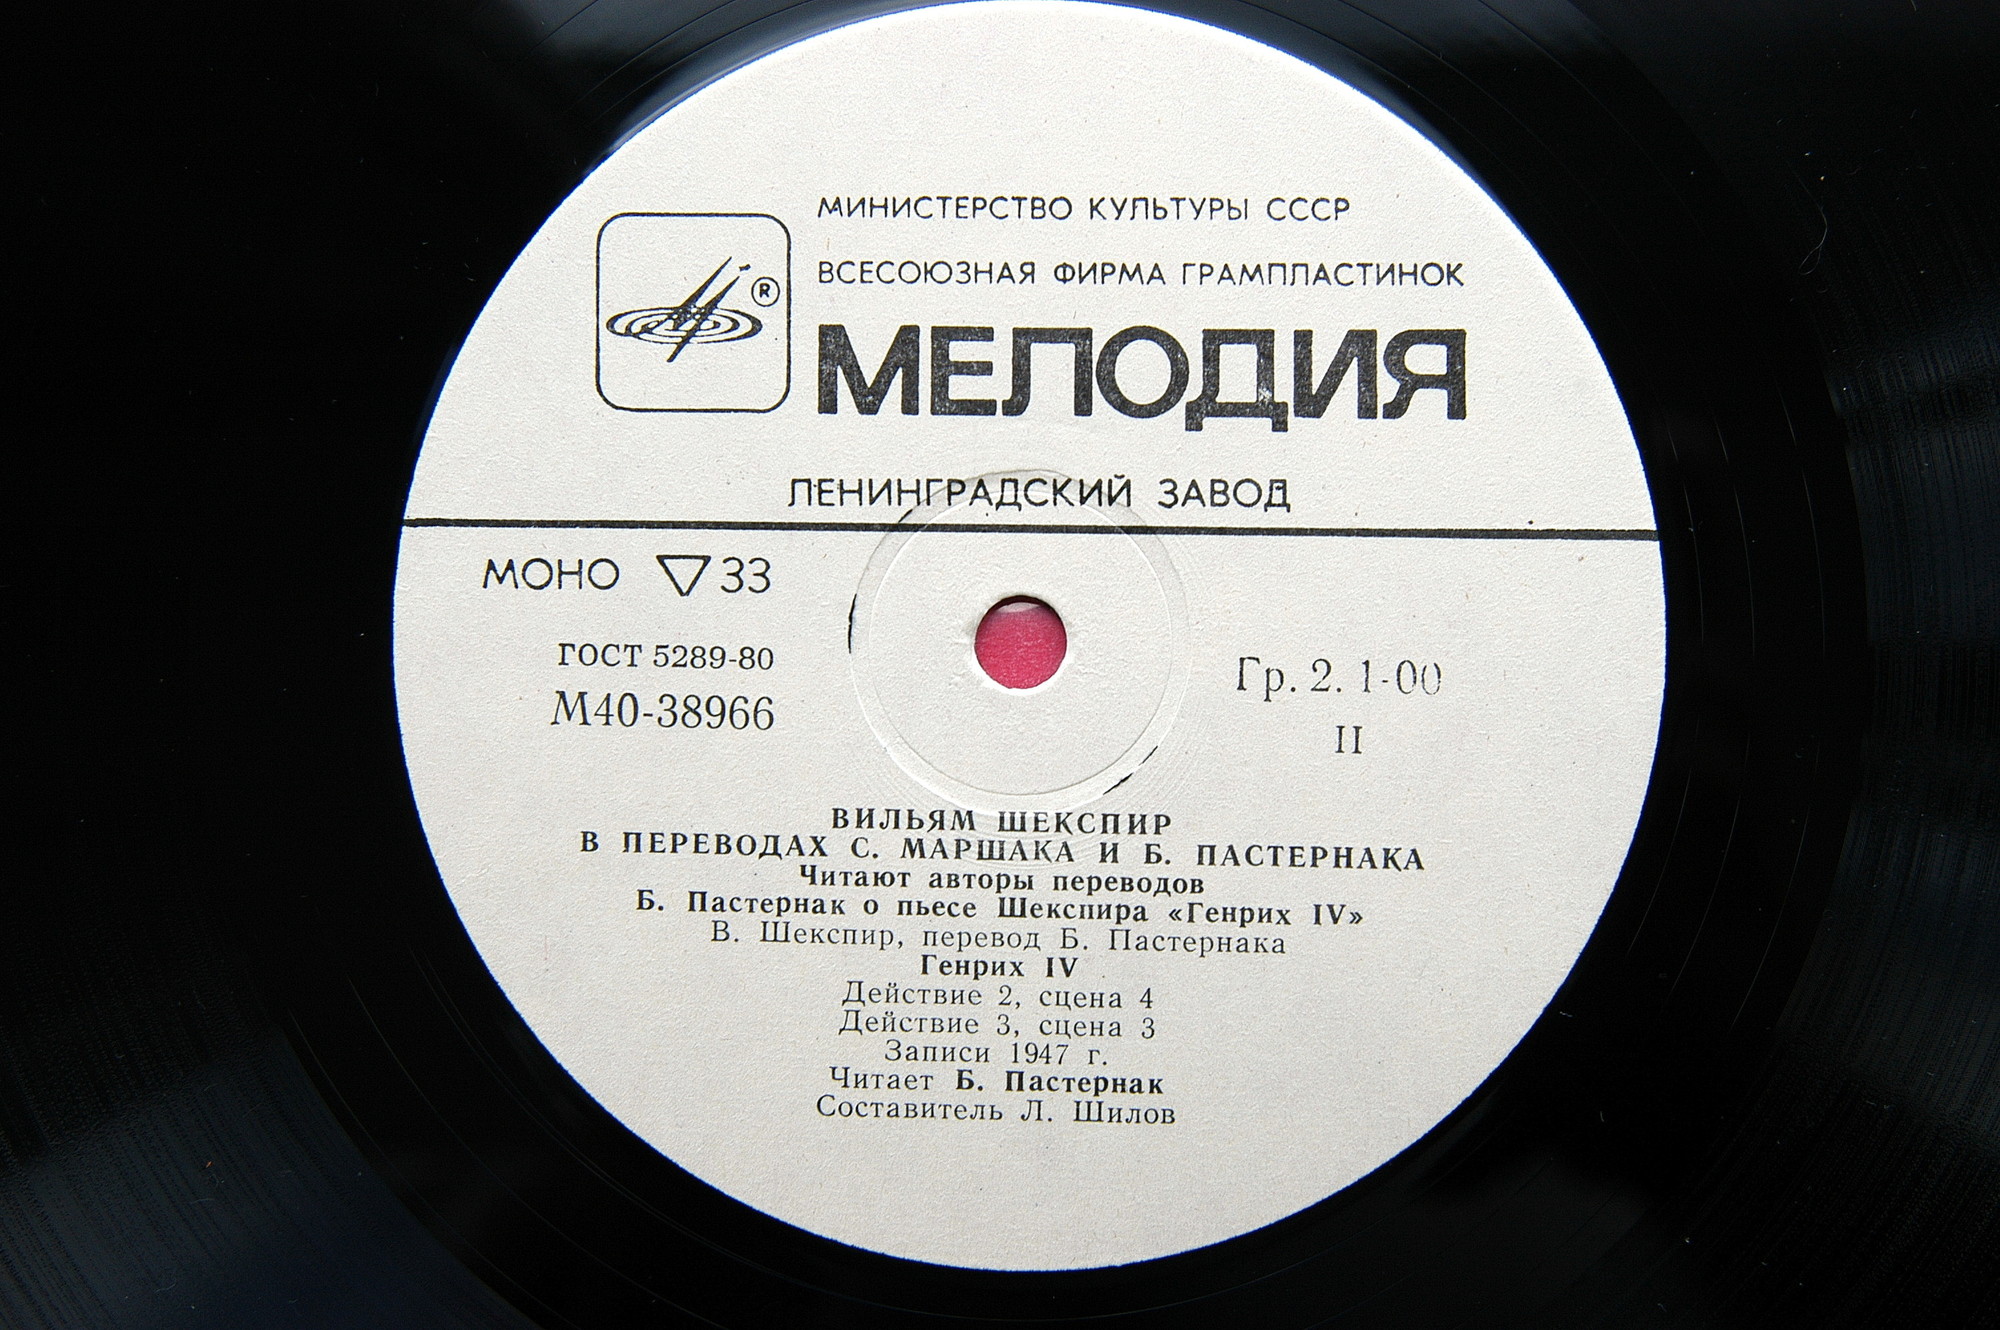 МИНИСТЕРСТВО КУЛЬТУРЫ СССР
ВСЕСОЮЗНАЯ ФИРМА ГРАМПЛАСТИНОК
®
МЕЛОДИЯ
ЛЕНИНГРАДСКИЙ ЗАВОД
МОНО ▽ 33
ГОСТ 5289-80
М40-38966
Гр. 2. 1-00
II
ВИЛЬЯМ ШЕКСПИР
В ПЕРЕВОДАХ С. МАРШАКА И Б. ПАСТЕРНАКА
Читают авторы переводов
Б. Пастернак о пьесе Шекспира «Генрих IV»
В. Шекспир, перевод Б. Пастернака
Генрих IV
Действие 2, сцена 4
Действие 3, сцена 3
Записи 1947 г.
Читает Б. Пастернак
Составитель Л. Шилов